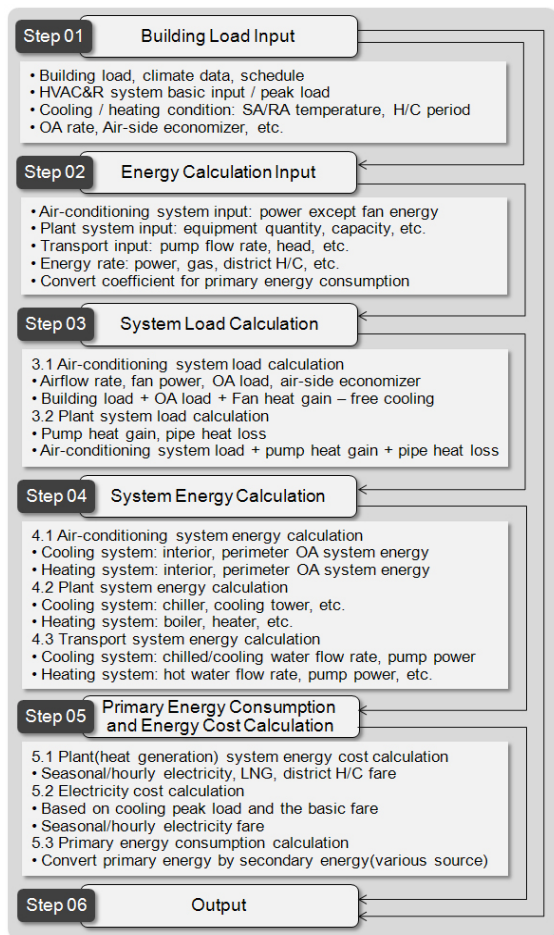 Step 01
Building Load Input
• Building load, climate data, schedule
• HVAC&R system basic input / peak load
• Cooling / heating condition: SA/RA temperature, H/C period
• OA rate, Air-side economizer, etc.
Step 02
Energy Calculation Input
• Air-conditioning system input: power except fan energy
• Plant system input: equipment quantity, capacity, etc.
• Transport input: pump flow rate, head, etc.
• Energy rate: power, gas, district H/C, etc.
• Convert coefficient for primary energy consumption
Step 03
System Load Calculation
3.1 Air-conditioning system load calculation
• Airflow rate, fan power, OA load, air-side economizer
• Building load + OA load + Fan heat gain – free cooling
3.2 Plant system load calculation
• Pump heat gain, pipe heat loss
• Air-conditioning system load + pump heat gain + pipe heat loss
Step 04
System Energy Calculation
4.1 Air-conditioning system energy calculation
• Cooling system: interior, perimeter OA system energy
• Heating system: interior, perimeter OA system energy
4.2 Plant system energy calculation
• Cooling system: chiller, cooling tower, etc.
• Heating system: boiler, heater, etc.
4.3 Transport system energy calculation
• Cooling system: chilled/cooling water flow rate, pump power
• Heating system: hot water flow rate, pump power, etc.
Step 05
Primary Energy Consumption
and Energy Cost Calculation
5.1 Plant(heat generation) system energy cost calculation
• Seasonal/hourly electricity, LNG, district H/C fare
5.2 Electricity cost calculation
• Based on cooling peak load and the basic fare
• Seasonal/hourly electricity fare
5.3 Primary energy consumption calculation
• Convert primary energy by secondary energy(various source)
Step 06
Output